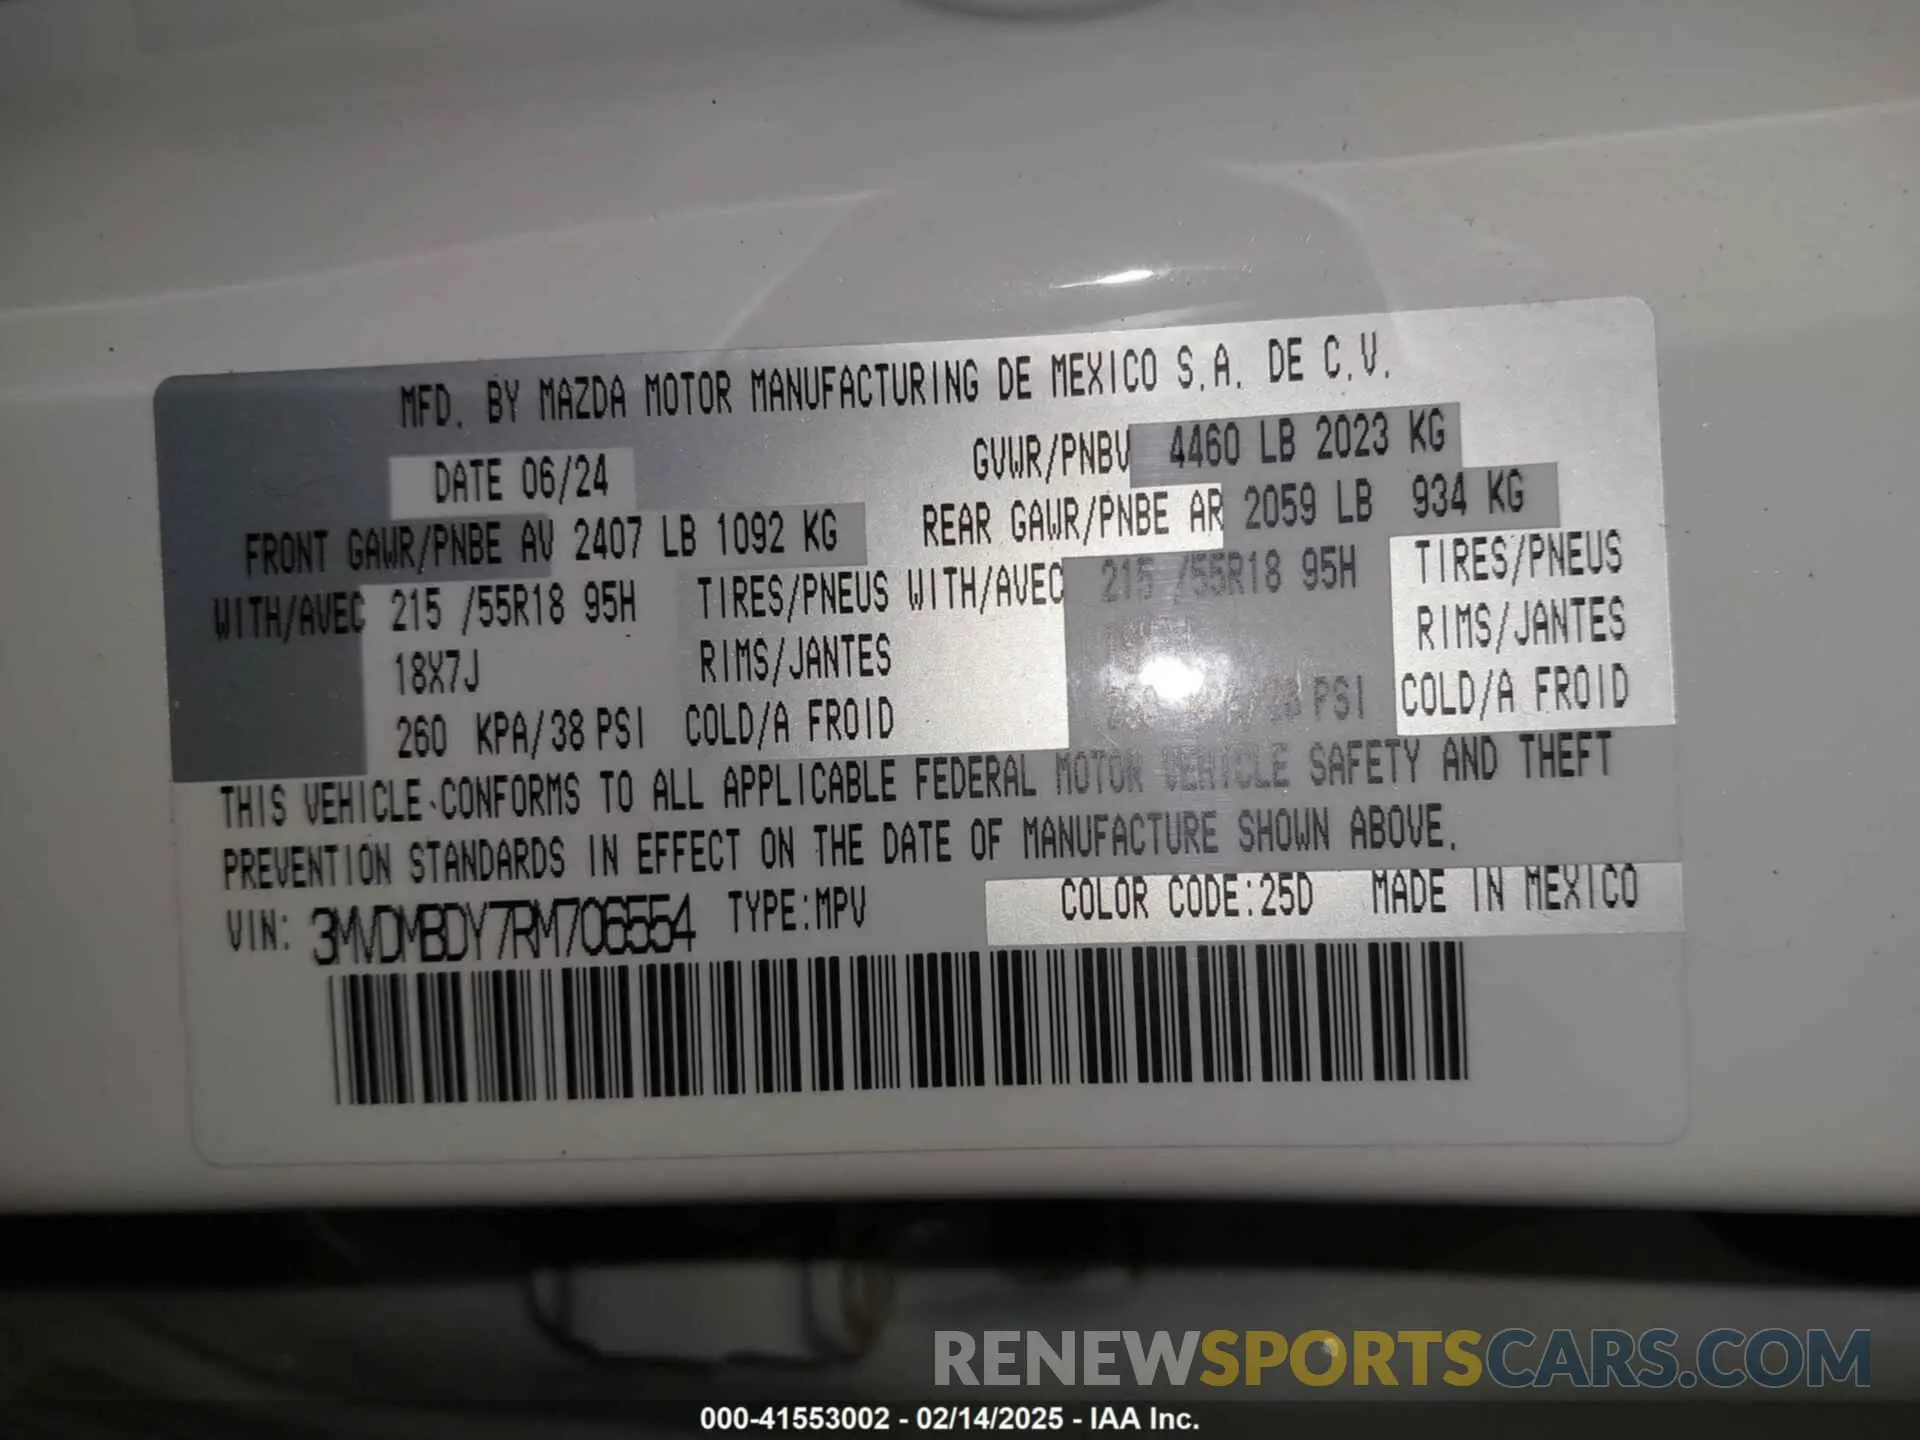 MFD. BY MAZDA MOTOR MANUFACTURING DE MEXICO S.A. DE C.V.
DATE 06/24 GVWR/PNBV 4460 LB 2023 KG
FRONT GAWR/PNBE AV 2407 LB 1092 KG REAR GAWR/PNBE AR 2059 LB 934 KG
WITH/AVEC 215 /55R18 95H TIRES/PNEUS WITH/AVEC 215 /55R18 95H TIRES/PNEUS
18X7J RIMS/JANTES RIMS/JANTES
260 KPA/38 PSI COLD/A FROID PSI COLD/A FROID
THIS VEHICLE CONFORMS TO ALL APPLICABLE FEDERAL MOTOR VEHICLE SAFETY AND THEFT
PREVENTION STANDARDS IN EFFECT ON THE DATE OF MANUFACTURE SHOWN ABOVE.
VIN: 3MVDMBDY7RM706554 TYPE:MPV COLOR CODE:25D MADE IN MEXICO
RENEWSPORTSCARS.COM
000-41553002 - 02/14/2025 - IAA Inc.